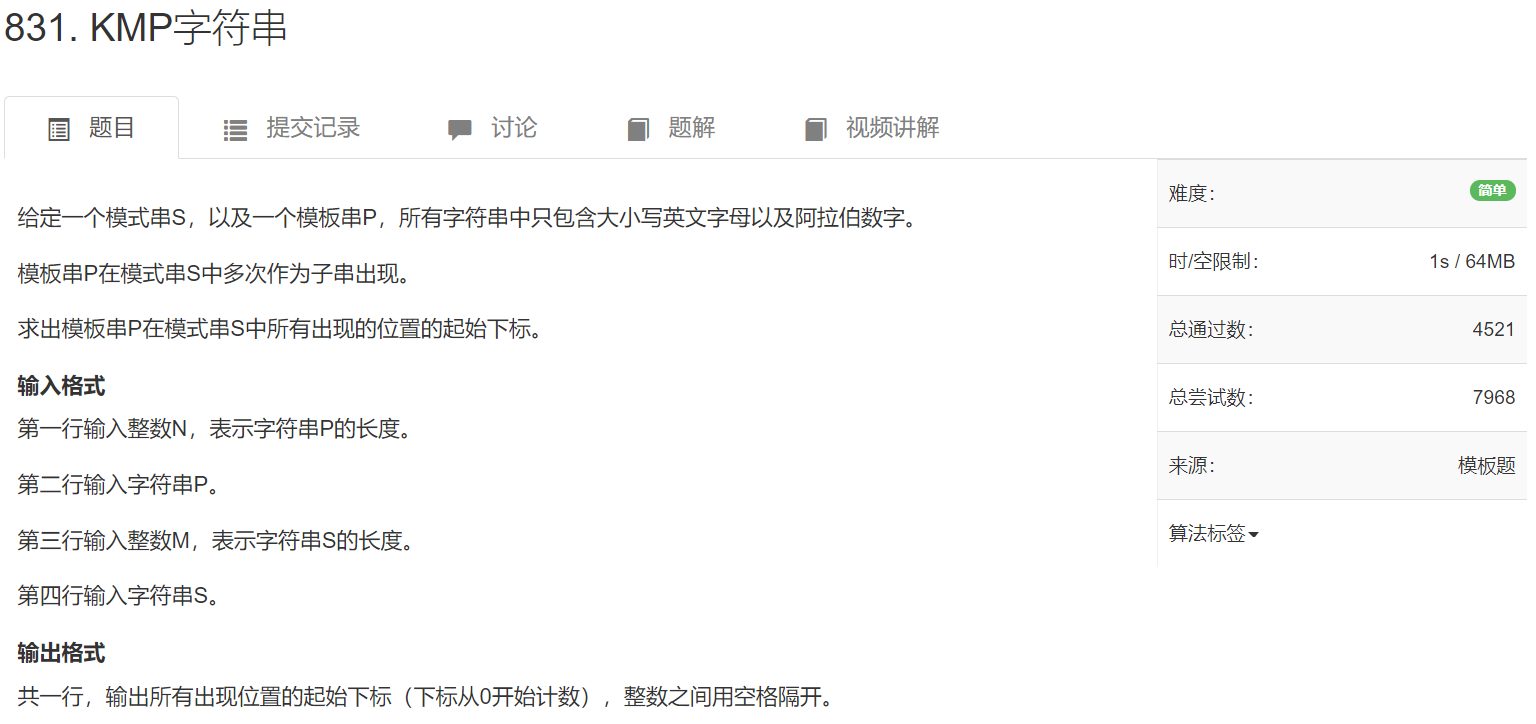 831. KMP字符串
题目 提交记录 讨论 题解 视频讲解
给定一个模式串S，以及一个模板串P，所有字符串中只包含大小写英文字母以及阿拉伯数字。
模板串P在模式串S中多次作为子串出现。
求出模板串P在模式串S中所有出现的位置的起始下标。
输入格式
第一行输入整数N，表示字符串P的长度。
第二行输入字符串P。
第三行输入整数M，表示字符串S的长度。
第四行输入字符串S。
输出格式
共一行，输出所有出现位置的起始下标（下标从0开始计数），整数之间用空格隔开。
难度： 简单
时/空限制： 1s / 64MB
总通过数： 4521
总尝试数： 7968
来源： 模板题
算法标签